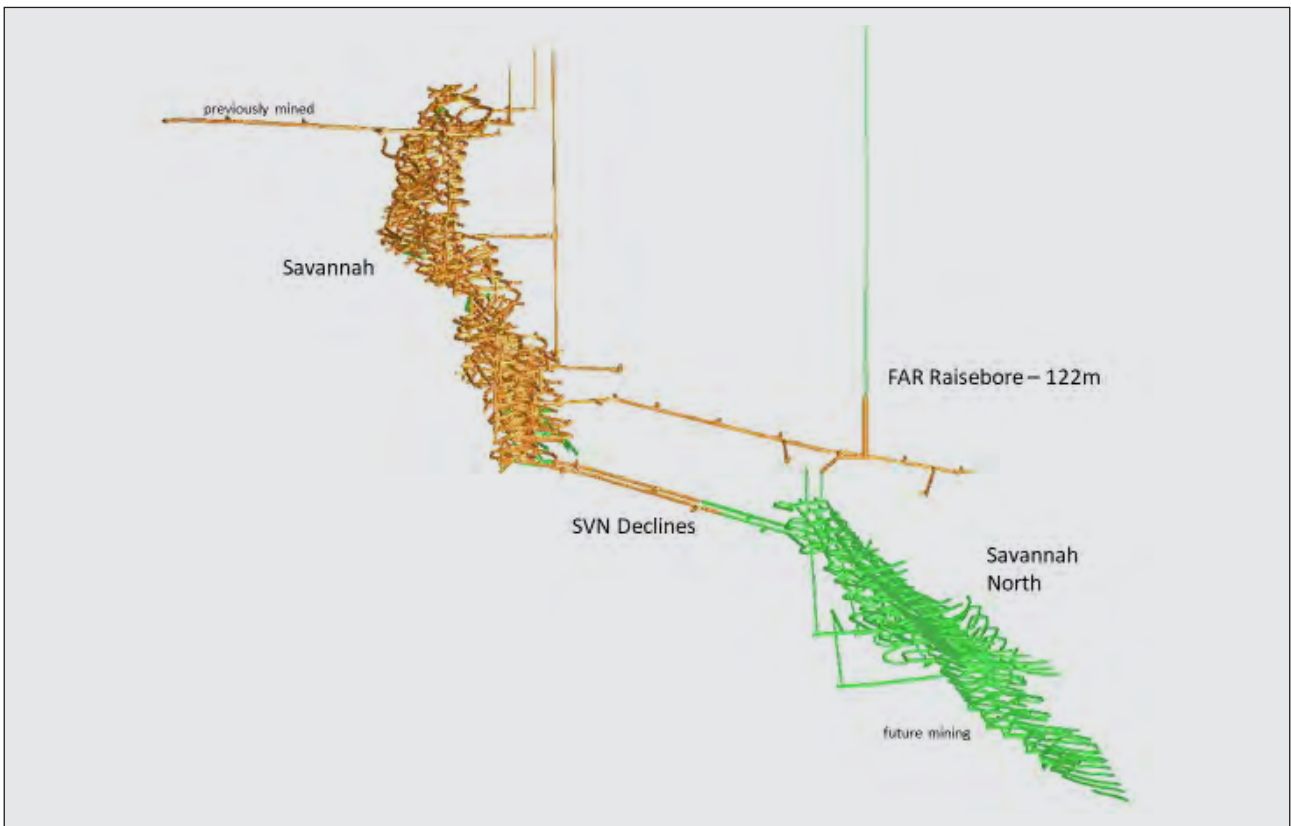 previously mined
Savannah
FAR Raisebore – 122m
SVN Declines
Savannah
North
future mining